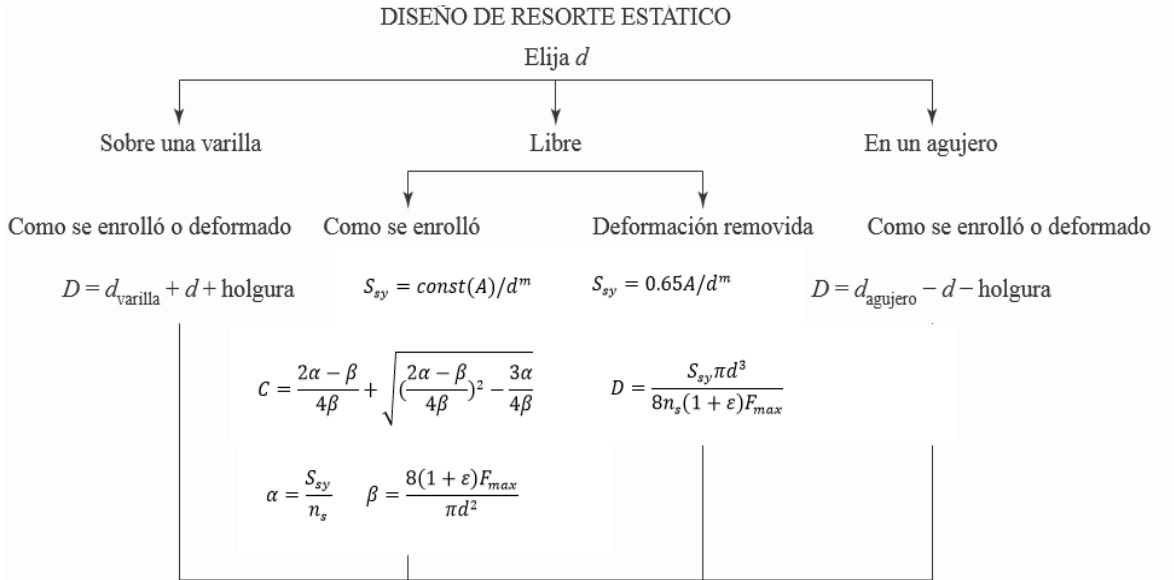 DISEÑO DE RESORTE ESTÁTICO
Elija d
Sobre una varilla Libre En un agujero
Como se enrolló o deformado Como se enrolló Deformación removida Como se enrolló o deformado
D = d_varilla + d + holgura S_sy = const(A)/d^m S_sy = 0.65A/d^m D = d_agujero − d − holgura
C = (2α − β)/(4β) + √(((2α − β)/(4β))² − 3α/(4β)) D = (S_sy πd³)/(8n_s(1 + ε)F_max)
α = S_sy/n_s β = (8(1 + ε)F_max)/(πd²)